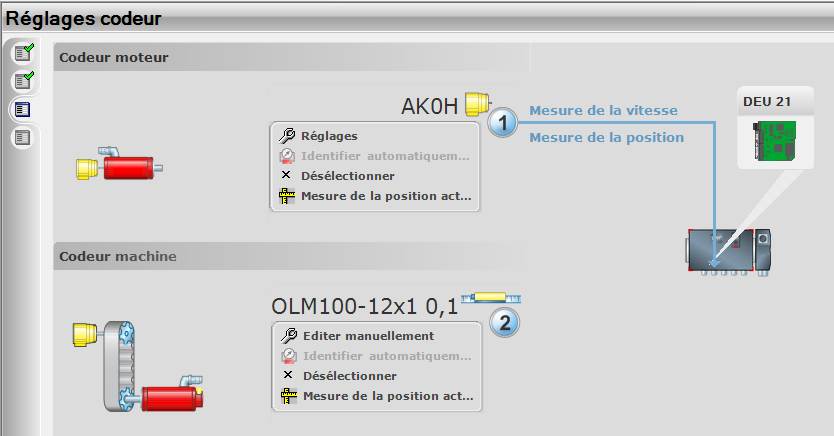 Réglages codeur
Codeur moteur
AK0H
1
Mesure de la vitesse
Mesure de la position
DEU 21
Réglages
Identifier automatiquem...
Désélectionner
Mesure de la position act...
Codeur machine
OLM100-12x1 0,1
2
Editer manuellement
Identifier automatiquem...
Désélectionner
Mesure de la position act...